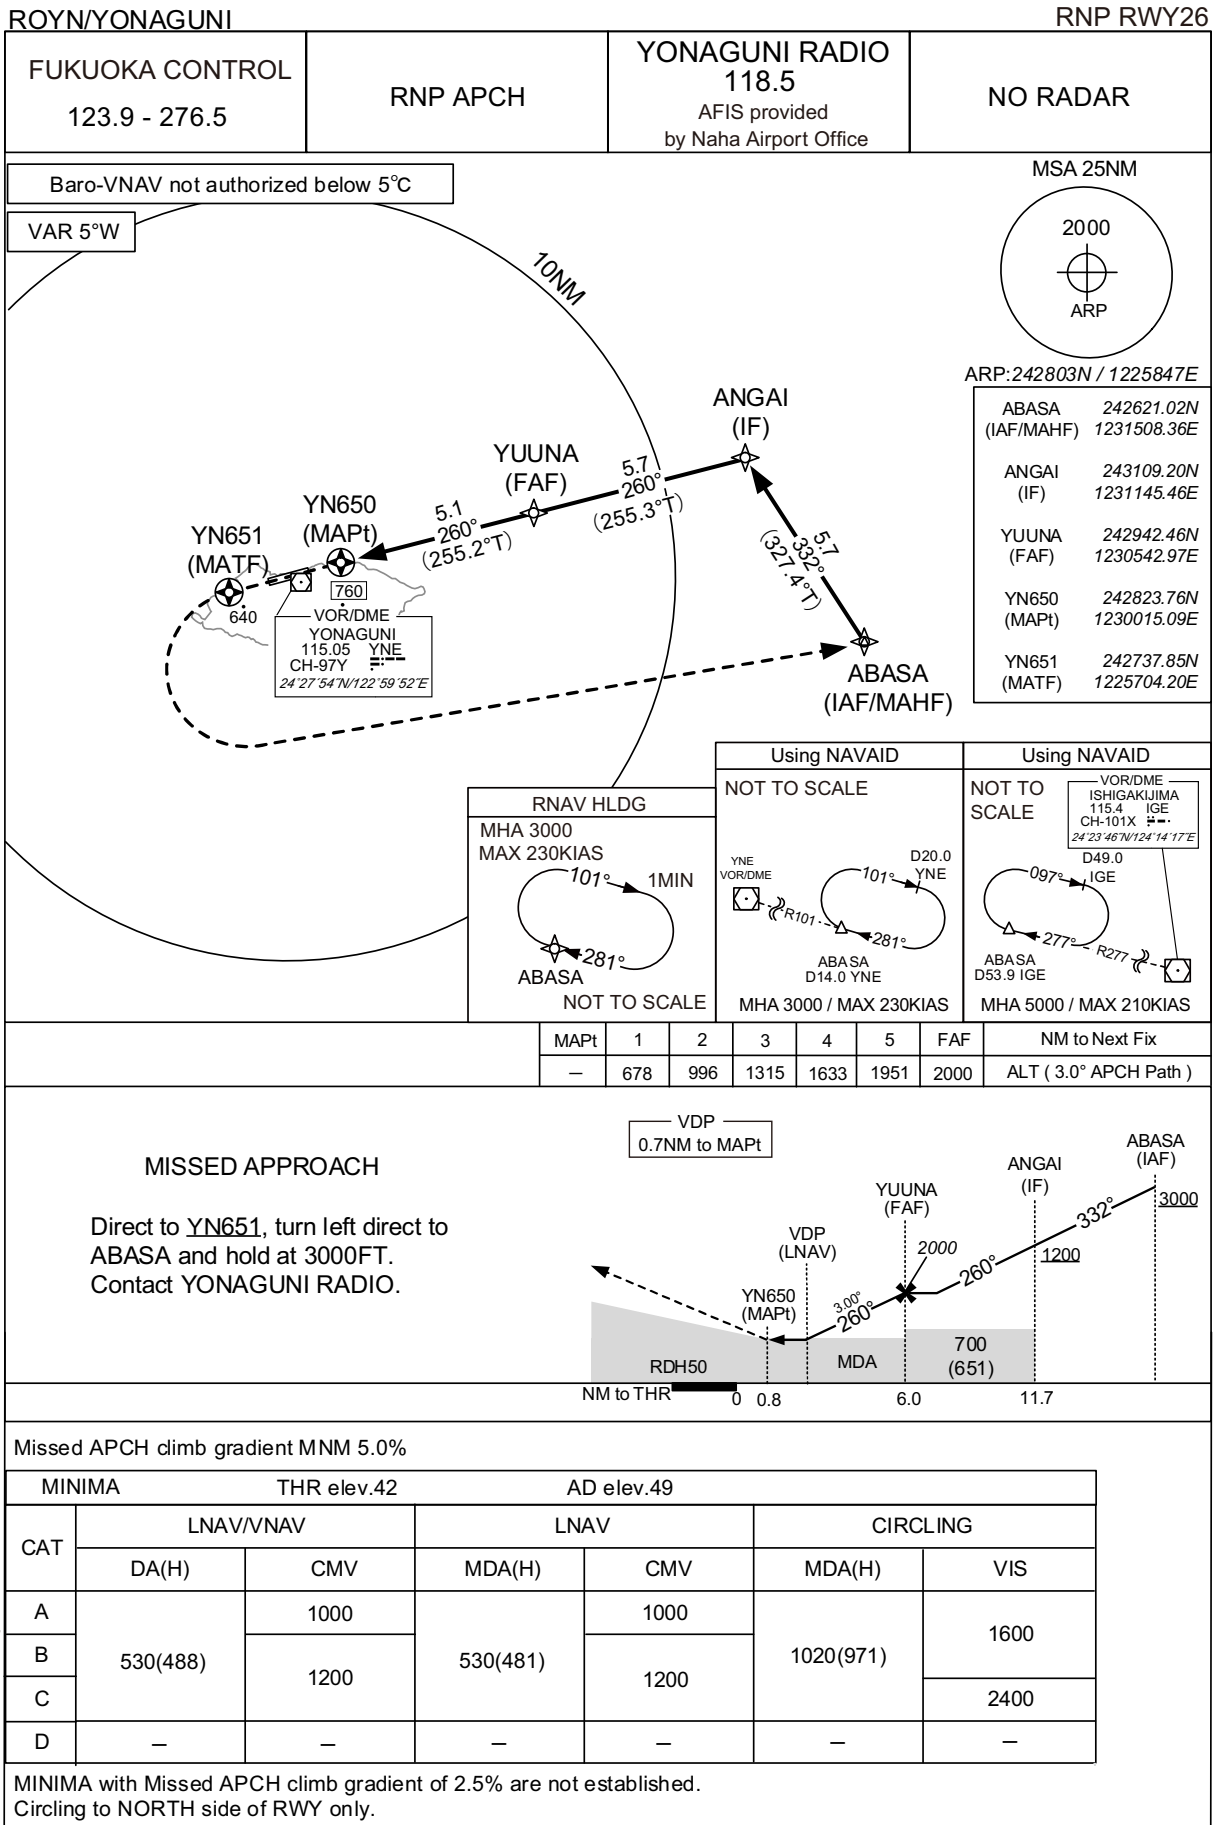 ROYN/YONAGUNI
RNP RWY26
FUKUOKA CONTROL
123.9 - 276.5
RNP APCH
YONAGUNI RADIO
118.5
AFIS provided
by Naha Airport Office
NO RADAR
Baro-VNAV not authorized below 5°C
VAR 5°W
MSA 25NM
2000
ARP
ARP:242803N / 1225847E
ABASA 242621.02N
(IAF/MAHF) 1231508.36E
ANGAI 243109.20N
(IF) 1231145.46E
YUUNA 242942.46N
(FAF) 1230542.97E
YN650 242823.76N
(MAPt) 1230015.09E
YN651 242737.85N
(MATF) 1225704.20E
10NM
ANGAI
(IF)
YUUNA
(FAF)
YN650
(MAPt)
YN651
(MATF)
5.7
260°
(255.3°T)
5.1
260°
(255.2°T)
5.7
332°
(327.4°T)
ABASA
(IAF/MAHF)
760
640
VOR/DME
YONAGUNI
115.05 YNE
CH-97Y
24°27´54˝N/122°59´52˝E
RNAV HLDG
MHA 3000
MAX 230KIAS
101°
1MIN
281°
ABASA
NOT TO SCALE
Using NAVAID
NOT TO SCALE
YNE
VOR/DME
D20.0
YNE
101°
R101
281°
ABASA
D14.0 YNE
MHA 3000 / MAX 230KIAS
Using NAVAID
NOT TO
SCALE
VOR/DME
ISHIGAKIJIMA
115.4 IGE
CH-101X
24°23´46˝N/124°14´17˝E
D49.0
IGE
097°
277°
R277
ABASA
D53.9 IGE
MHA 5000 / MAX 210KIAS
MAPt 1 2 3 4 5 FAF NM to Next Fix
— 678 996 1315 1633 1951 2000 ALT ( 3.0° APCH Path )
VDP
0.7NM to MAPt
MISSED APPROACH
Direct to YN651, turn left direct to
ABASA and hold at 3000FT.
Contact YONAGUNI RADIO.
ABASA
(IAF)
ANGAI
(IF)
YUUNA
(FAF)
VDP
(LNAV)
YN650
(MAPt)
3000
332°
1200
260°
2000
3.00°
260°
700
(651)
MDA
RDH50
NM to THR
0 0.8 6.0 11.7
Missed APCH climb gradient MNM 5.0%
MINIMA THR elev.42 AD elev.49
CAT LNAV/VNAV LNAV CIRCLING
DA(H) CMV MDA(H) CMV MDA(H) VIS
A 1000 1000
B 530(488) 1200 530(481) 1200 1020(971) 1600
C 2400
D — — — — — —
MINIMA with Missed APCH climb gradient of 2.5% are not established.
Circling to NORTH side of RWY only.